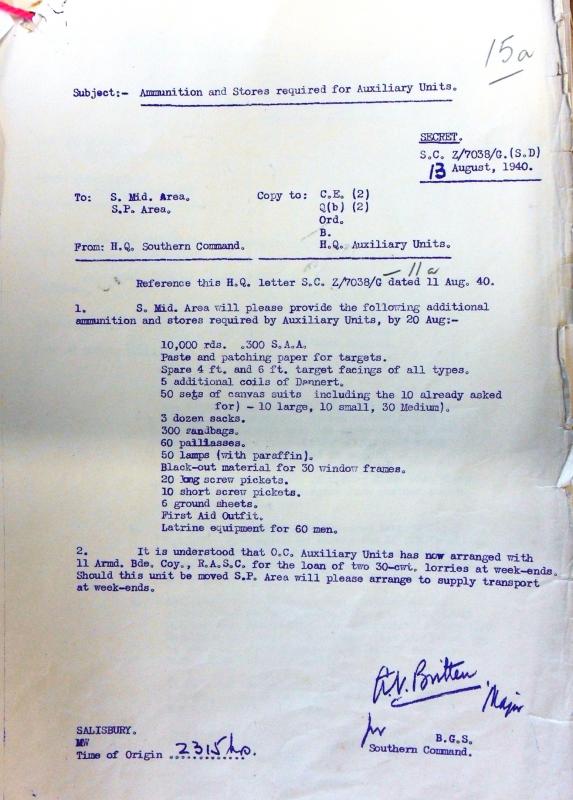 15a
Subject:- Ammunition and Stores required for Auxiliary Units.
SECRET.
S.C. Z/7038/G.(S.D)
13 August, 1940.
To: S. Mid. Area. Copy to: C.E. (2)
S.P. Area. Q(b) (2)
Ord.
B.
From: H.Q. Southern Command. H.Q. Auxiliary Units.
11a
Reference this H.Q. letter S.C. Z/7038/G dated 11 Aug. 40.
1. S. Mid. Area will please provide the following additional
ammunition and stores required by Auxiliary Units, by 20 Aug:-
10,000 rds. .300 S.A.A.
Paste and patching paper for targets.
Spare 4 ft. and 6 ft. target facings of all types.
5 additional coils of Dannert.
50 sets of canvas suits including the 10 already asked
for) - 10 large, 10 small, 30 Medium).
3 dozen sacks.
300 sandbags.
60 palliasses.
50 lamps (with paraffin).
Black-out material for 30 window frames.
20 long screw pickets.
10 short screw pickets.
6 ground sheets.
First Aid Outfit.
Latrine equipment for 60 men.
2. It is understood that O.C. Auxiliary Units has now arranged with
11 Armd. Bde. Coy., R.A.S.C. for the loan of two 30-cwt. lorries at week-ends.
Should this unit be moved S.P. Area will please arrange to supply transport
at week-ends.
Britten, Major
SALISBURY. for B.G.S.
MW Southern Command.
Time of Origin 2315 hrs.